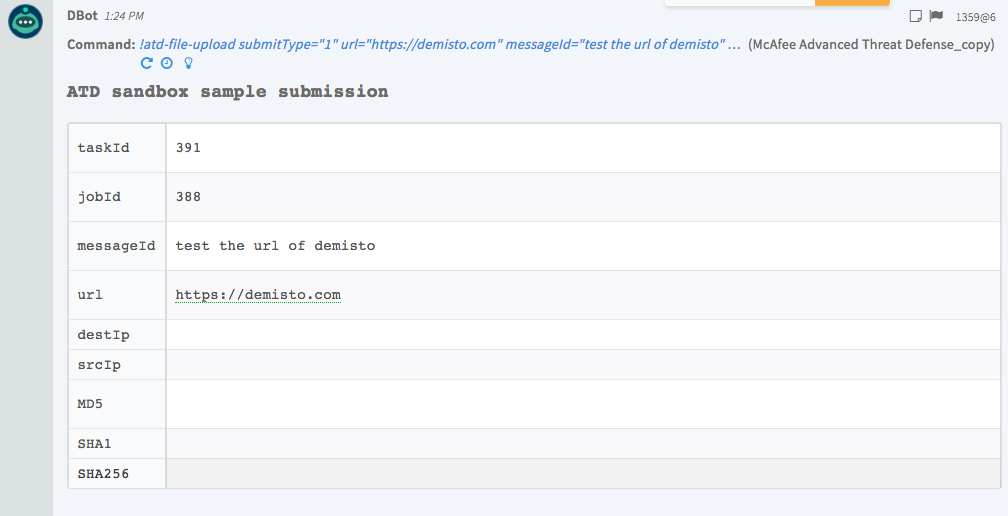 DBot 1:24 PM 1359@6
Command: !atd-file-upload submitType="1" url="https://demisto.com" messageId="test the url of demisto" ... (McAfee Advanced Threat Defense_copy)
ATD sandbox sample submission
taskId 391
jobId 388
messageId test the url of demisto
url https://demisto.com
destIp
srcIp
MD5
SHA1
SHA256